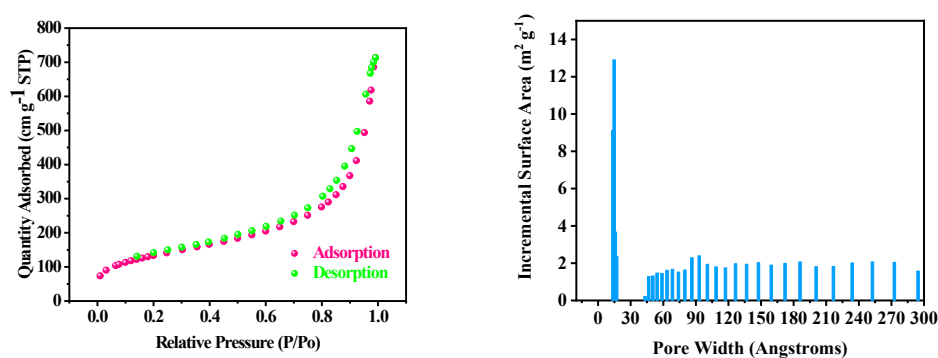 800
700
600
500
400
300
200
100
0
Quantity Adsorbed (cm g⁻¹ STP)
Adsorption
Desorption
0.0 0.2 0.4 0.6 0.8 1.0
Relative Pressure (P/Po)
14
12
10
8
6
4
2
0
Incremental Surface Area (m² g⁻¹)
0 30 60 90 120 150 180 210 240 270 300
Pore Width (Angstroms)